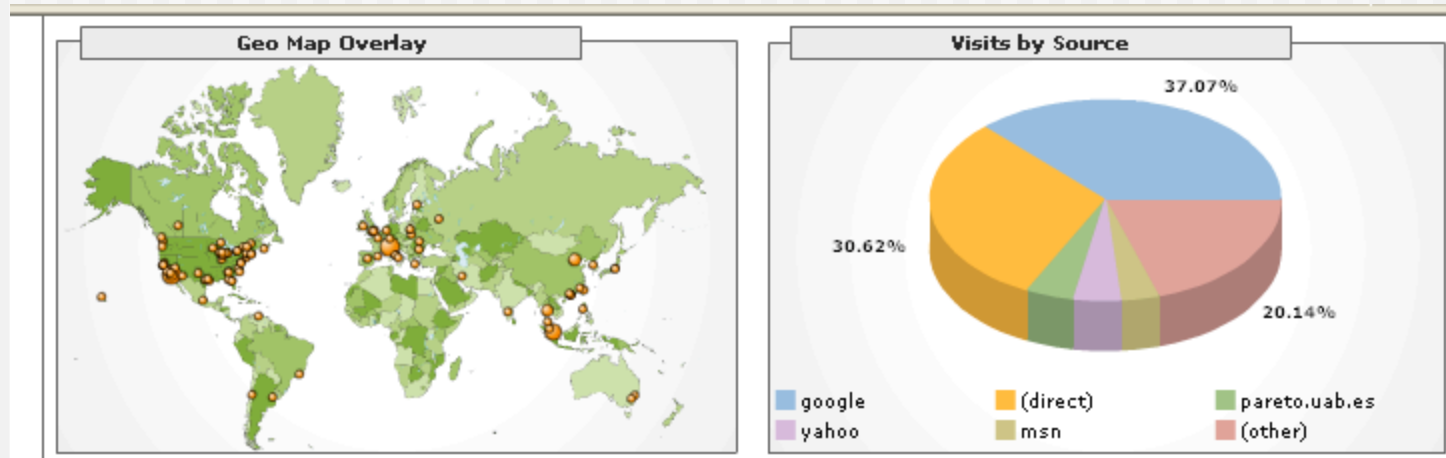 Geo Map Overlay
Visits by Source
37.07%
30.62%
20.14%
google (direct) pareto.uab.es
yahoo msn (other)